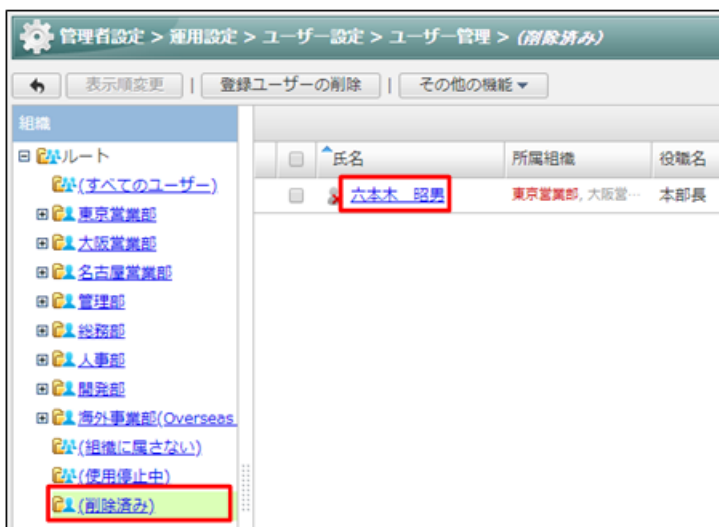 管理者設定 > 運用設定 > ユーザー設定 > ユーザー管理 > (削除済み)
表示順変更 | 登録ユーザーの削除 | その他の機能▼
組織
氏名 所属組織 役職名
ルート
(すべてのユーザー)
六本木 昭男 東京営業部, 大阪営… 本部長
東京営業部
大阪営業部
名古屋営業部
管理部
総務部
人事部
開発部
海外事業部(Overseas
(組織に属さない)
(使用停止中)
(削除済み)